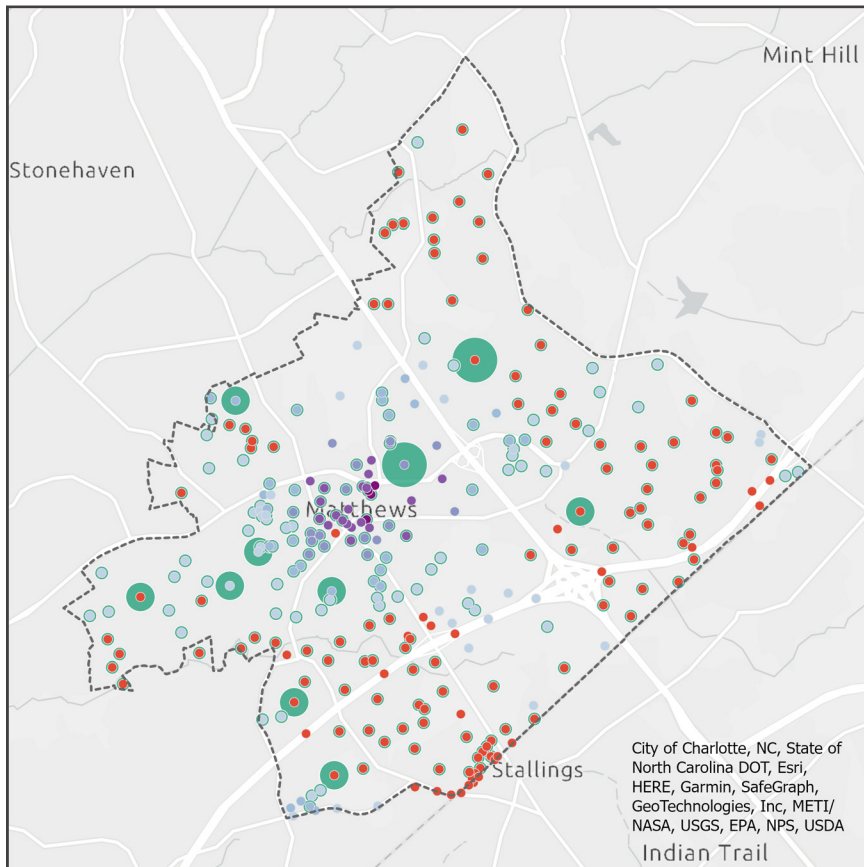 Mint Hill
Stonehaven
Matthews
Stallings
City of Charlotte, NC, State of
North Carolina DOT, Esri,
HERE, Garmin, SafeGraph,
GeoTechnologies, Inc, METI/
NASA, USGS, EPA, NPS, USDA
Indian Trail